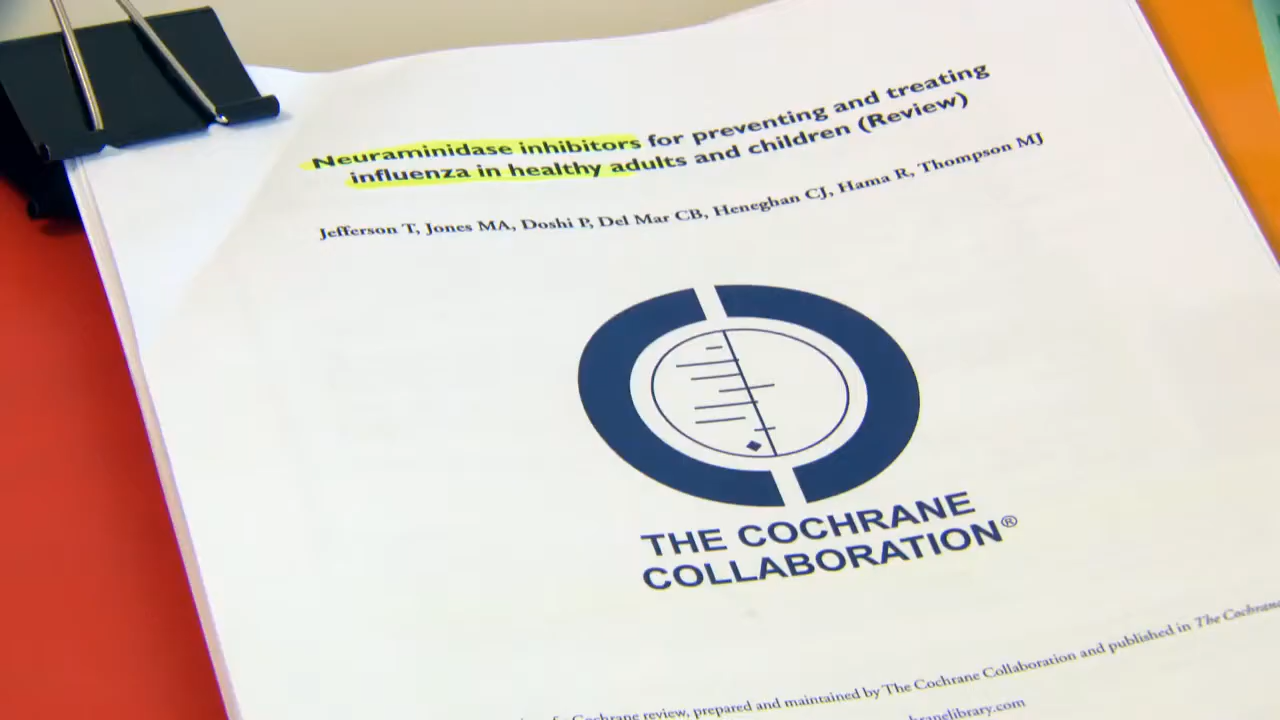 Neuraminidase inhibitors for preventing and treating
influenza in healthy adults and children (Review)
Jefferson T, Jones MA, Doshi P, Del Mar CB, Heneghan CJ, Hama R, Thompson MJ
THE COCHRANE
COLLABORATION®
Cochrane review, prepared and maintained by The Cochrane Collaboration and published in The Cochrane